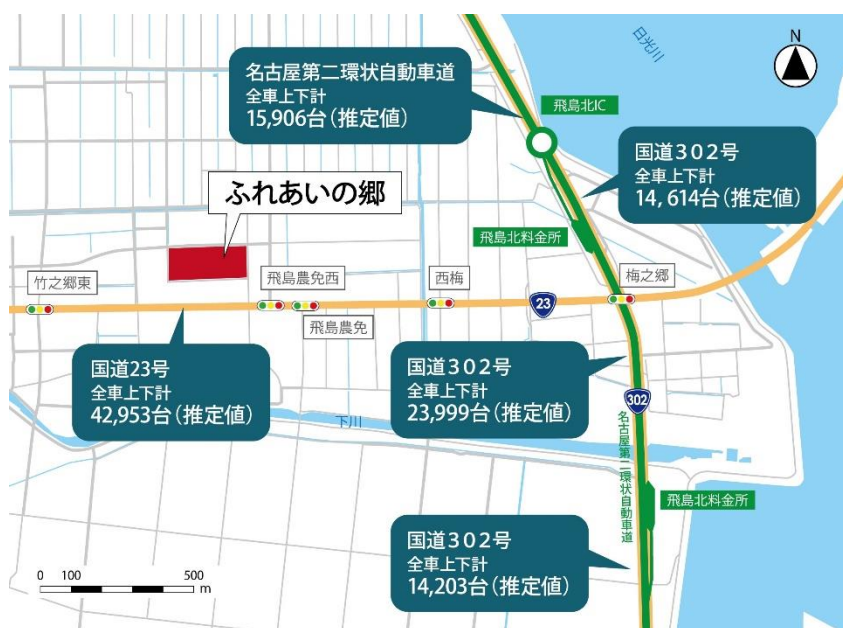 N
日光川
名古屋第二環状自動車道
全車上下計
15,906台(推定値)
飛島北IC
国道302号
全車上下計
14,614台(推定値)
ふれあいの郷
飛島北料金所
竹之郷東
飛島農免西
西梅
23
梅之郷
飛島農免
国道23号
全車上下計
42,953台(推定値)
国道302号
全車上下計
23,999台(推定値)
302
下川
名古屋第二環状自動車道
飛島北料金所
国道302号
全車上下計
14,203台(推定値)
0 100 500
m